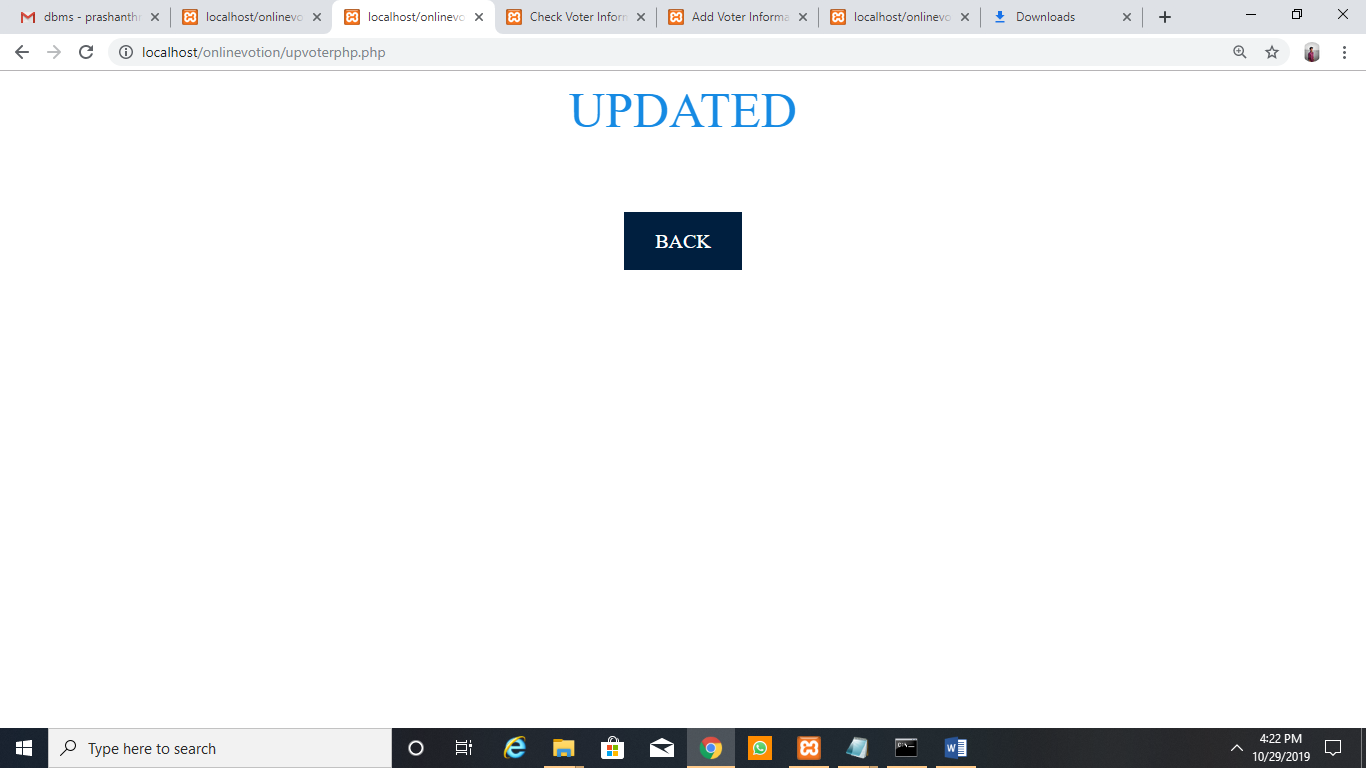 dbms - prashanthr
localhost/onlinevo
localhost/onlinevo
Check Voter Inform
Add Voter Informa
localhost/onlinevo
Downloads
localhost/onlinevotion/upvoterphp.php
UPDATED
BACK
Type here to search
4:22 PM
10/29/2019